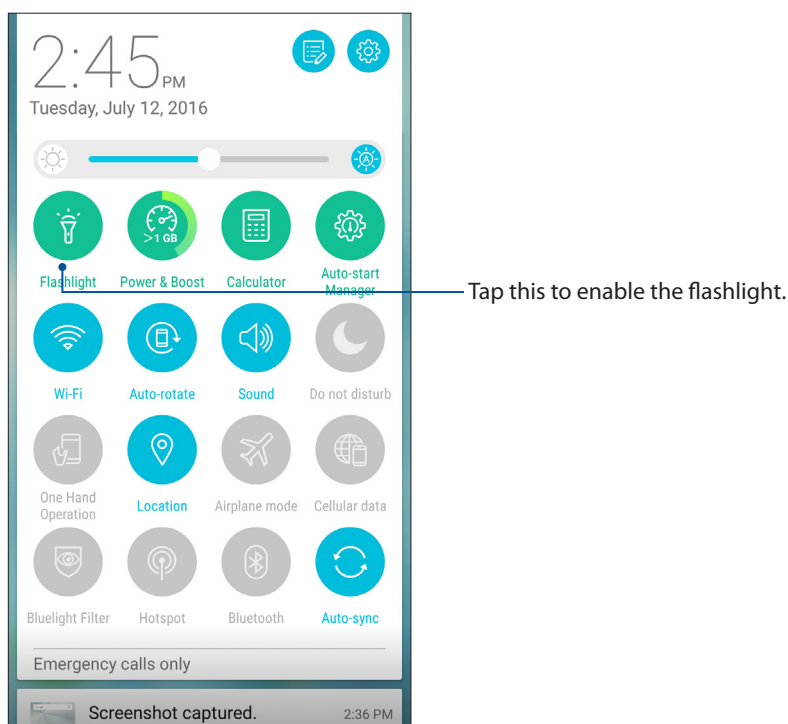 2:45 PM
Tuesday, July 12, 2016
A
>1 GB
Flashlight Power & Boost Calculator Auto-start Manager
Tap this to enable the flashlight.
Wi-Fi Auto-rotate Sound Do not disturb
One Hand Operation Location Airplane mode Cellular data
Bluelight Filter Hotspot Bluetooth Auto-sync
Emergency calls only
Screenshot captured. 2:36 PM